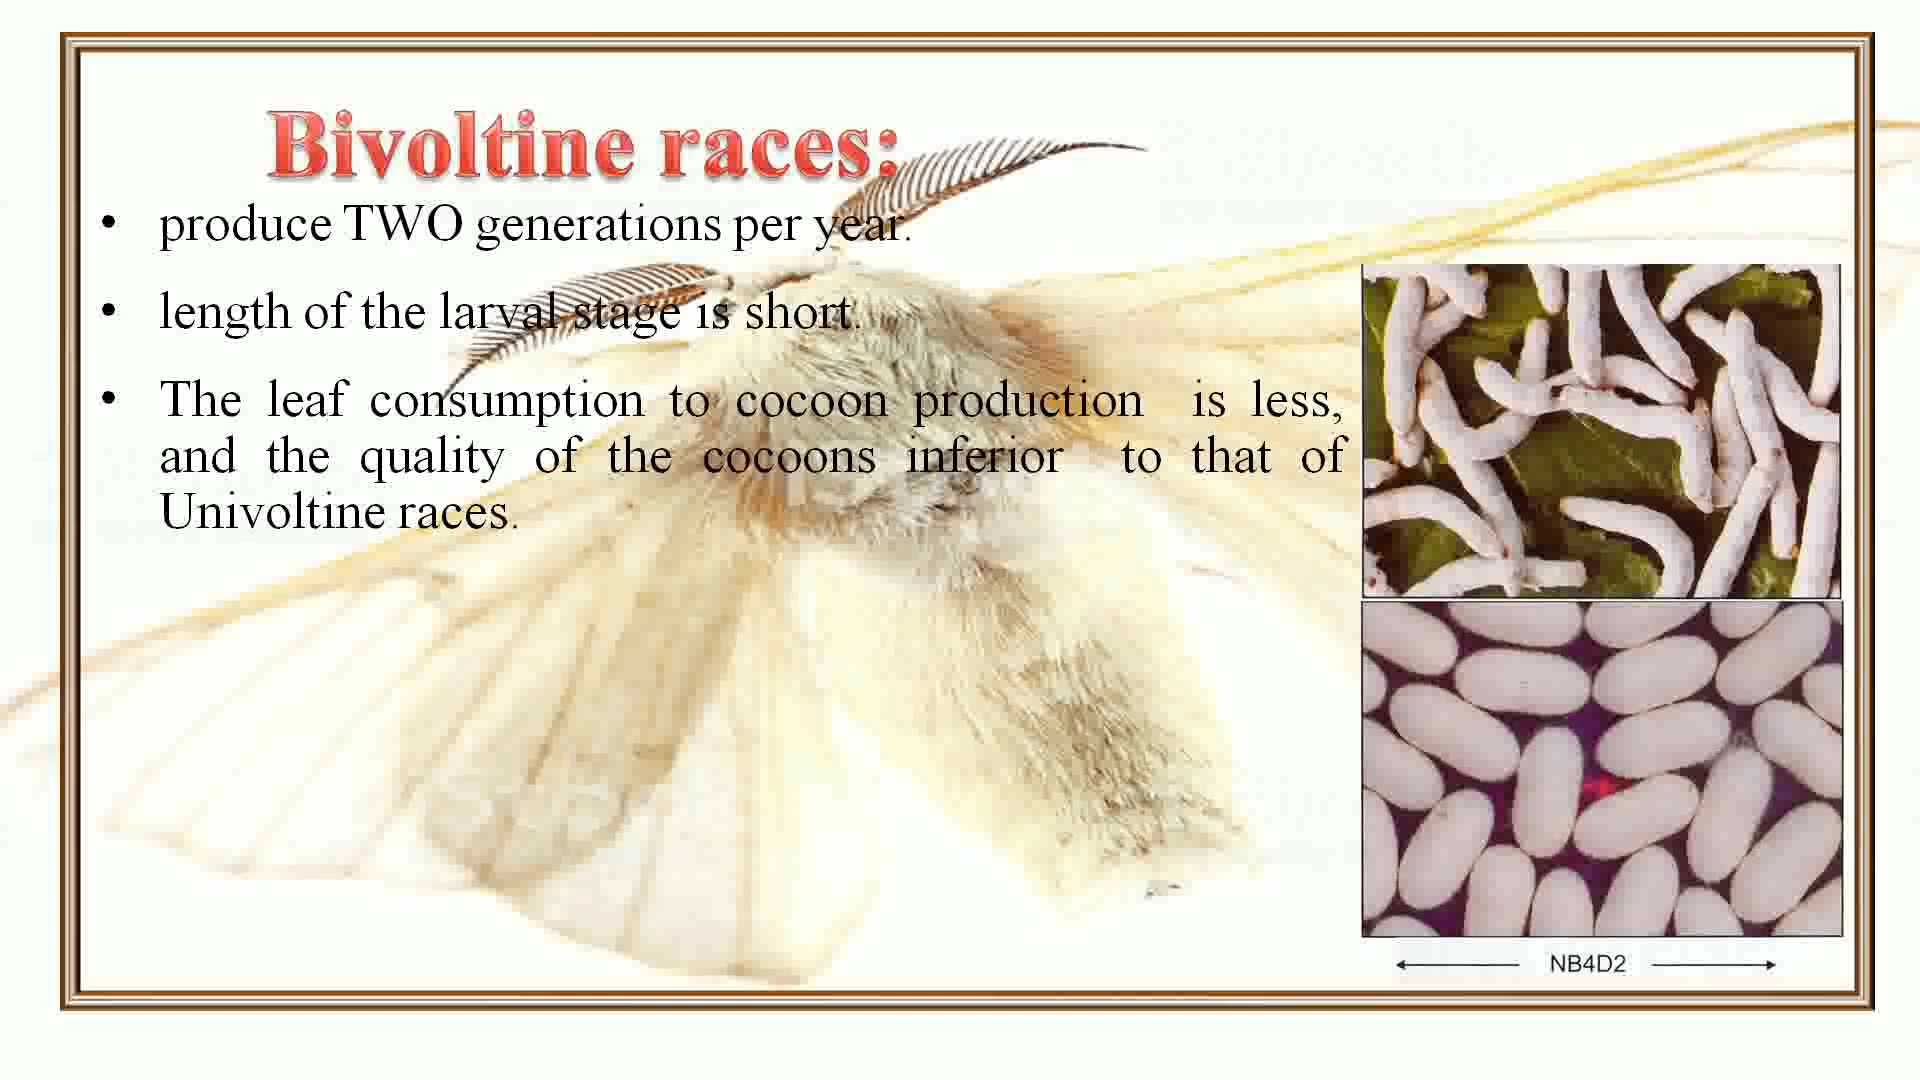 Bivoltine races:
• produce TWO generations per year.
• length of the larval stage is short.
• The leaf consumption to cocoon production is less,
and the quality of the cocoons inferior to that of
Univoltine races.
NB4D2